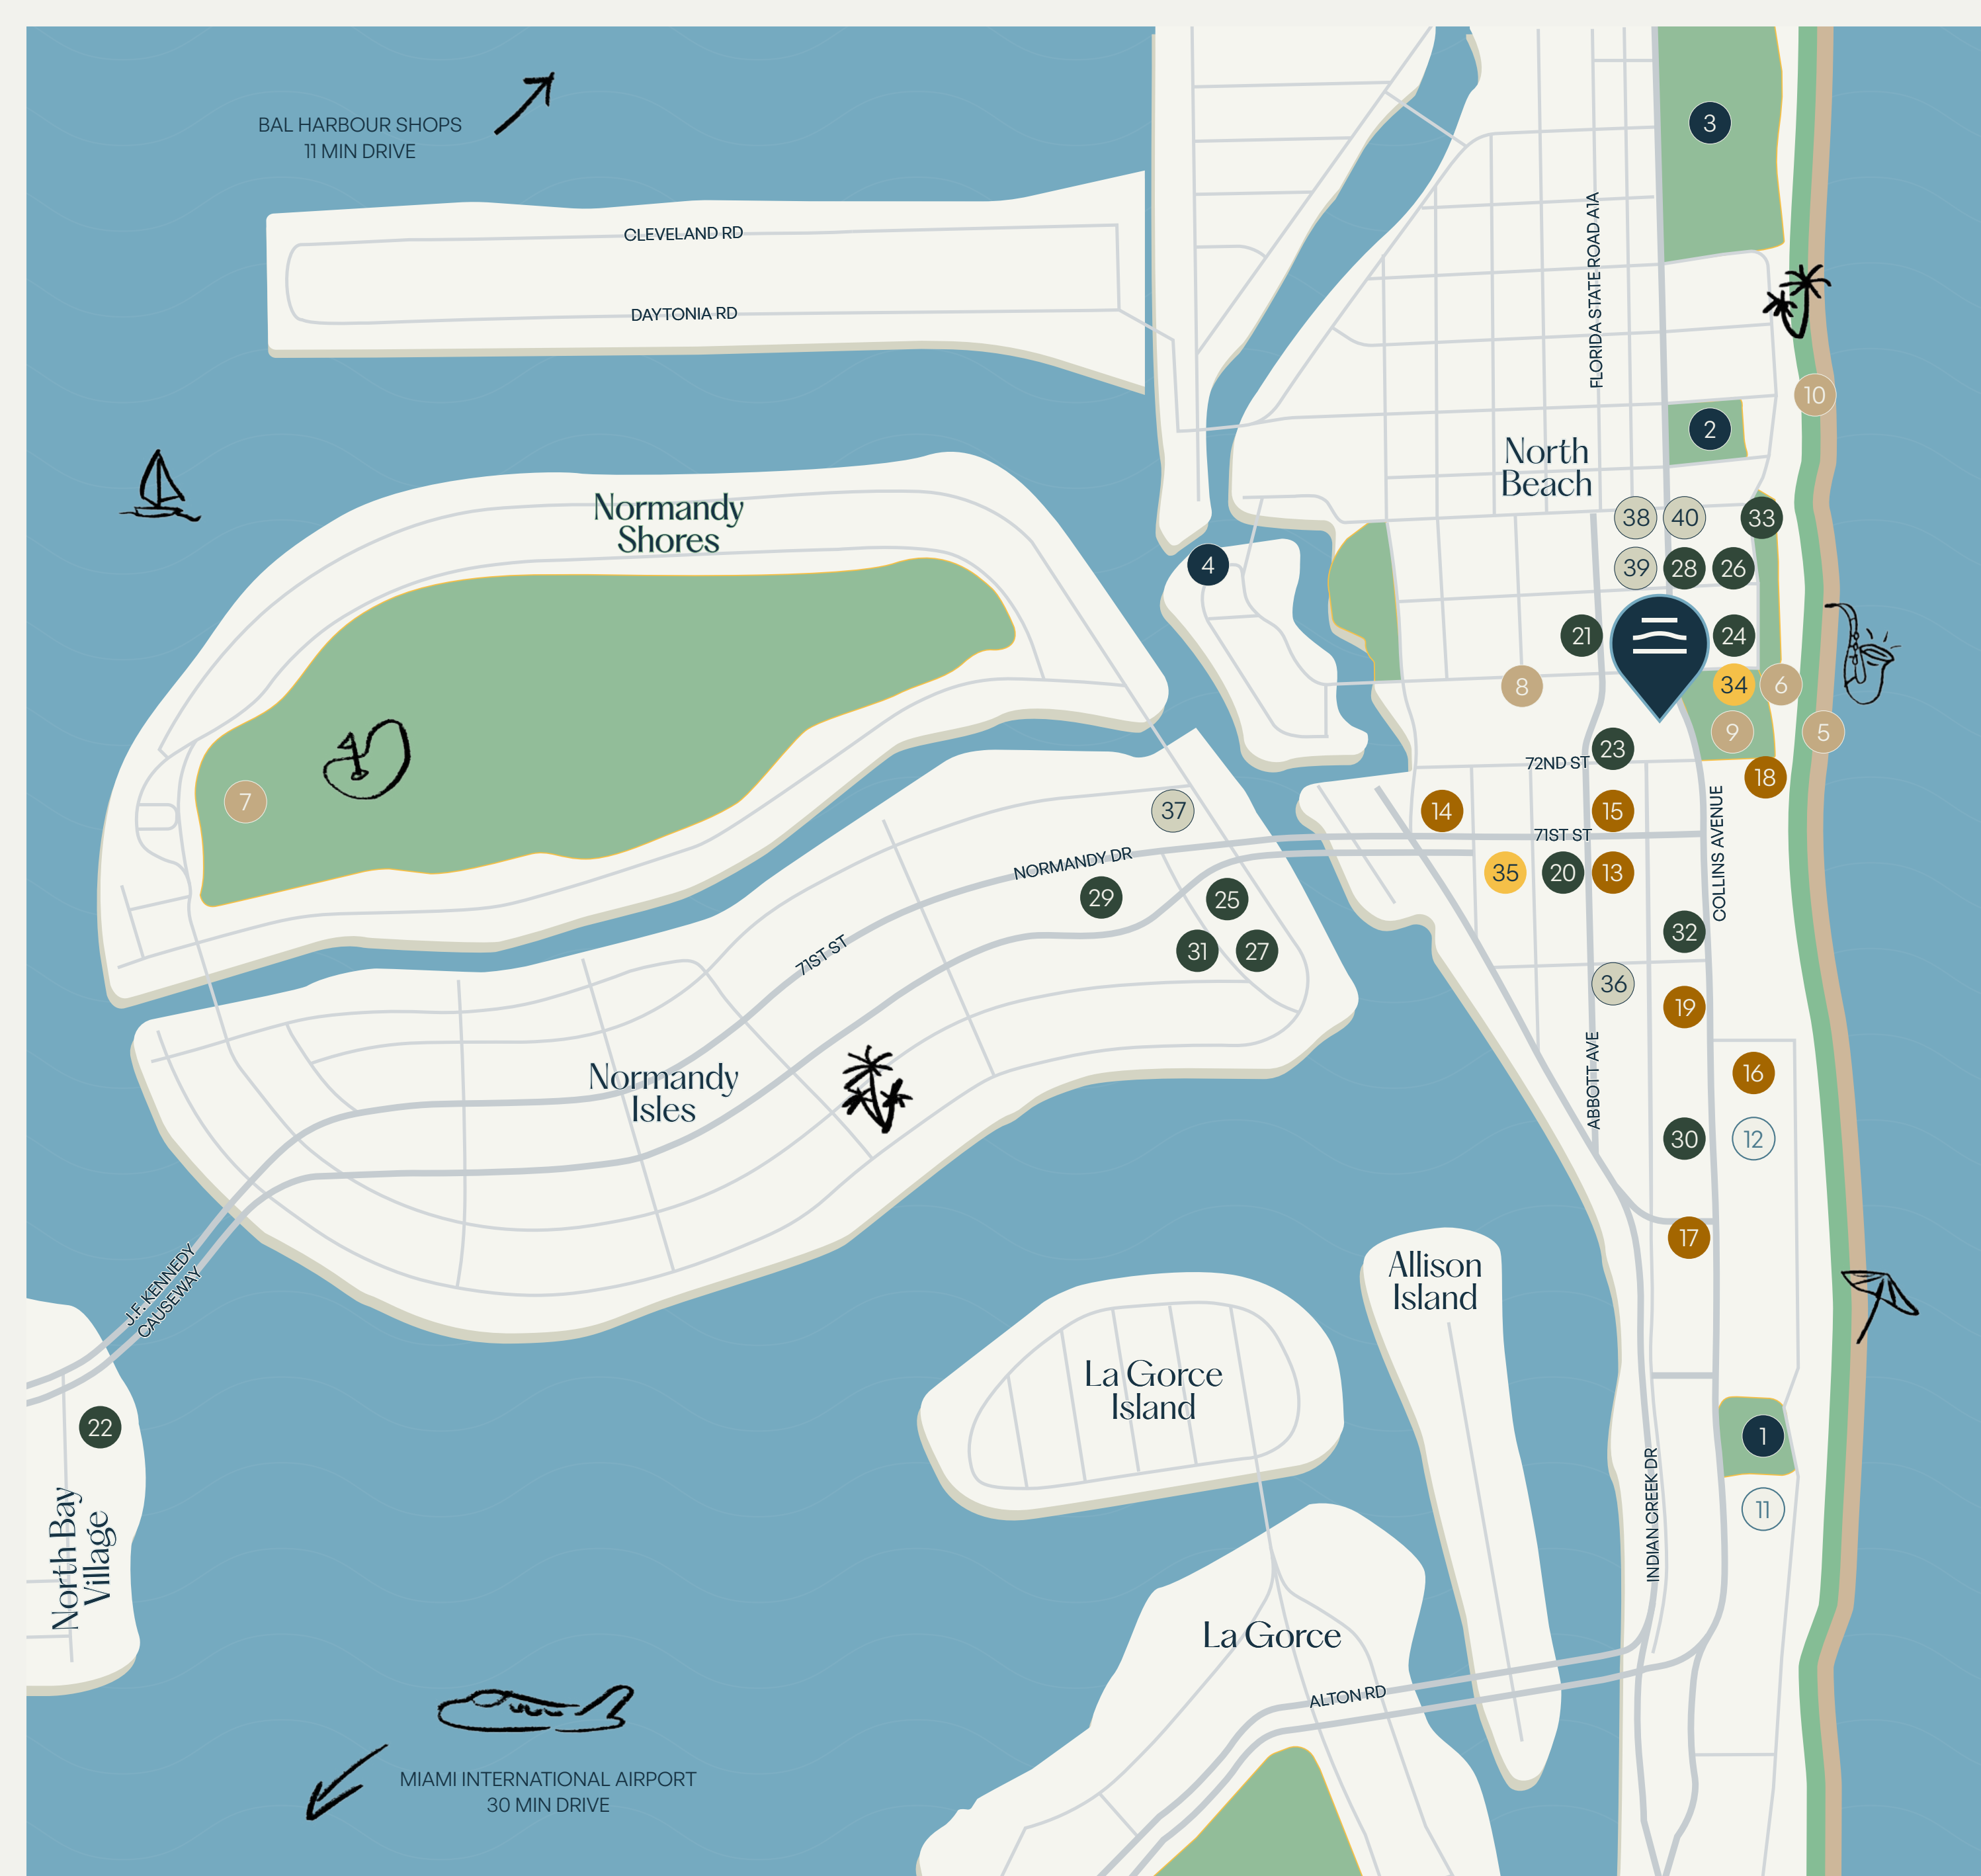 BAL HARBOUR SHOPS
11 MIN DRIVE
3
CLEVELAND RD
FLORIDA STATE ROAD A1A
DAYTONIA RD
10
2
North
Beach
Normandy
Shores
38
40
33
4
39
28
26
21
24
8
34
6
9
5
23
72ND ST
18
7
37
14
15
71ST ST
COLLINS AVENUE
NORMANDY DR
35
20
13
29
25
32
31
27
71ST ST
36
19
ABBOTT AVE
16
Normandy
Isles
30
12
17
J.F. KENNEDY
CAUSEWAY
Allison
Island
La Gorce
Island
22
1
INDIAN CREEK DR
11
North Bay
Village
La Gorce
ALTON RD
MIAMI INTERNATIONAL AIRPORT
30 MIN DRIVE